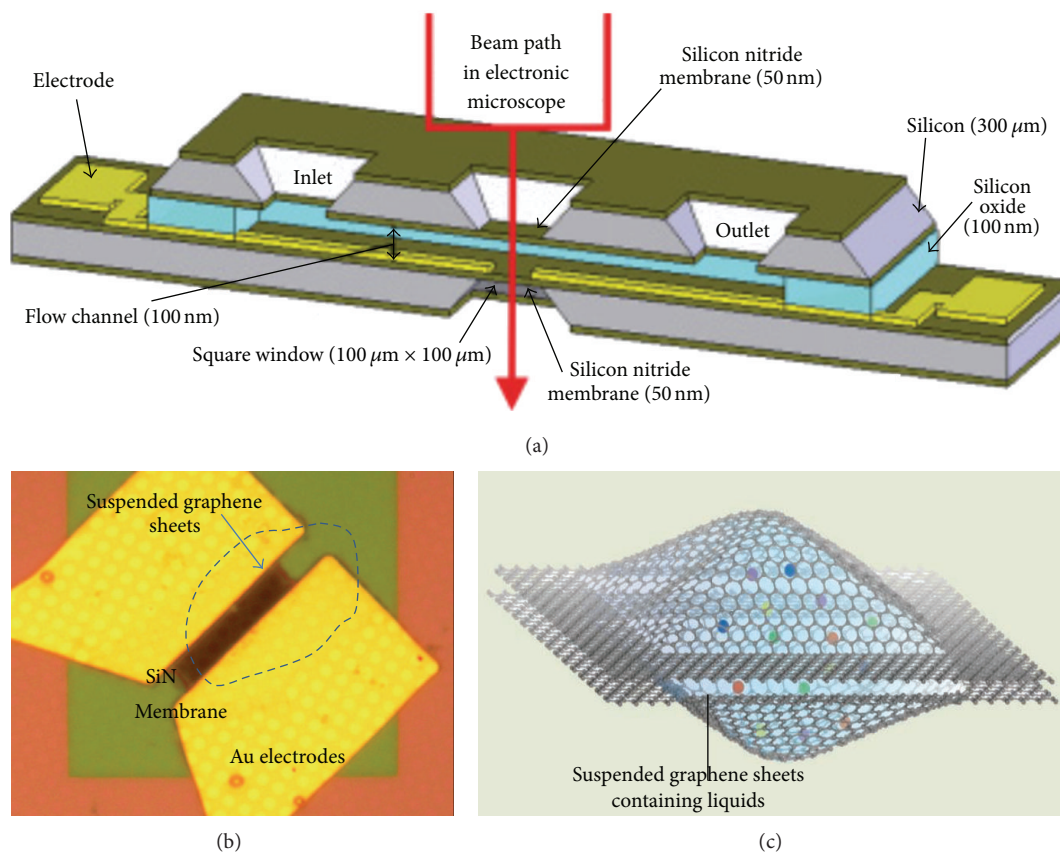 Beam path
in electronic
microscope
Silicon nitride
membrane (50 nm)
Electrode
Silicon (300 μm)
Silicon
oxide
(100 nm)
Inlet
Outlet
Flow channel (100 nm)
Square window (100 μm × 100 μm)
Silicon nitride
membrane (50 nm)
(a)
Suspended graphene
sheets
SiN
Membrane
Au electrodes
(b)
Suspended graphene sheets
containing liquids
(c)